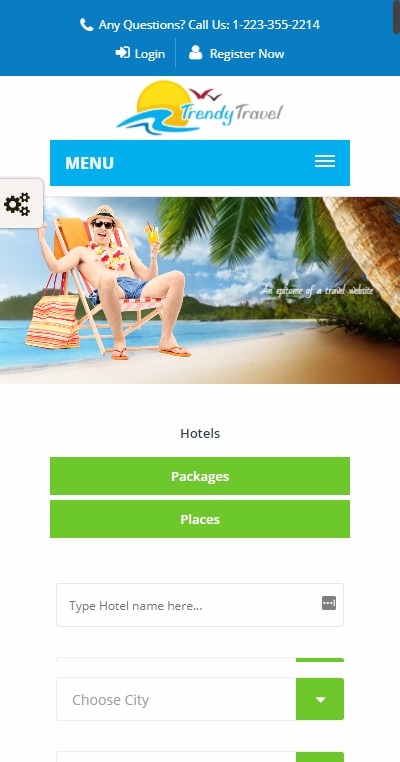 Any Questions? Call Us: 1-223-355-2214
Login
Register Now
Trendy Travel
MENU
An epitome of a travel website
Hotels
Packages
Places
Type Hotel name here...
Choose City